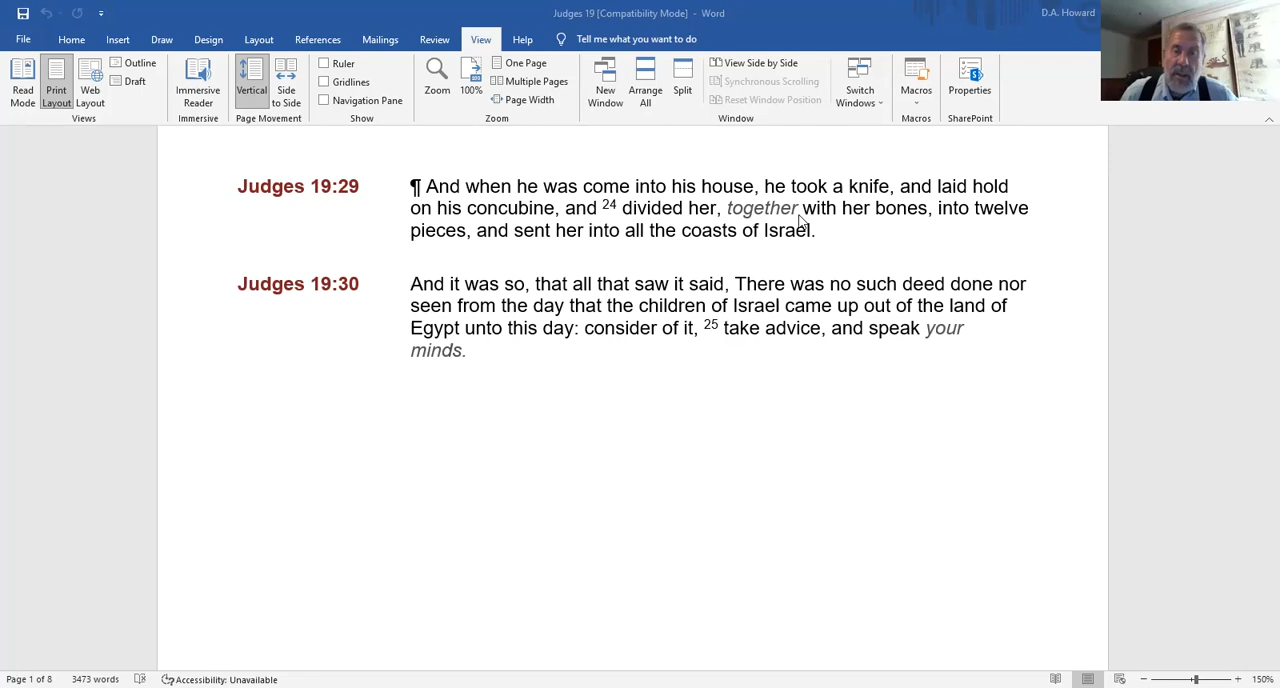 Judges 19 [Compatibility Mode] - Word
D.A. Howard
File Home Insert Draw Design Layout References Mailings Review View Help Tell me what you want to do
Read Mode
Print Layout
Web Layout
Outline
Draft
Views
Immersive Reader
Immersive
Vertical
Side to Side
Page Movement
Ruler
Gridlines
Navigation Pane
Show
Zoom
100%
One Page
Multiple Pages
Page Width
Zoom
New Window
Arrange All
Split
View Side by Side
Synchronous Scrolling
Reset Window Position
Switch Windows
Window
Macros
Macros
Properties
SharePoint
Judges 19:29 ¶ And when he was come into his house, he took a knife, and laid hold
on his concubine, and 24 divided her, together with her bones, into twelve
pieces, and sent her into all the coasts of Israel.
Judges 19:30 And it was so, that all that saw it said, There was no such deed done nor
seen from the day that the children of Israel came up out of the land of
Egypt unto this day: consider of it, 25 take advice, and speak your
minds.
Page 1 of 8 3473 words Accessibility: Unavailable 150%